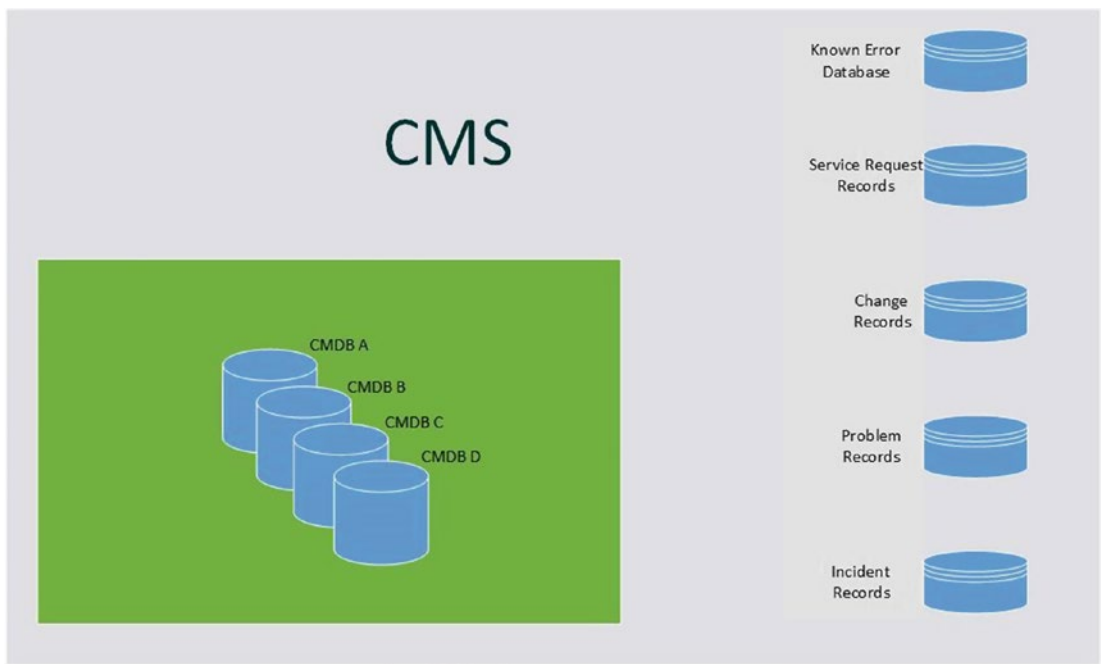 CMS
CMDB A
CMDB B
CMDB C
CMDB D
Known Error
Database
Service Request
Records
Change
Records
Problem
Records
Incident
Records